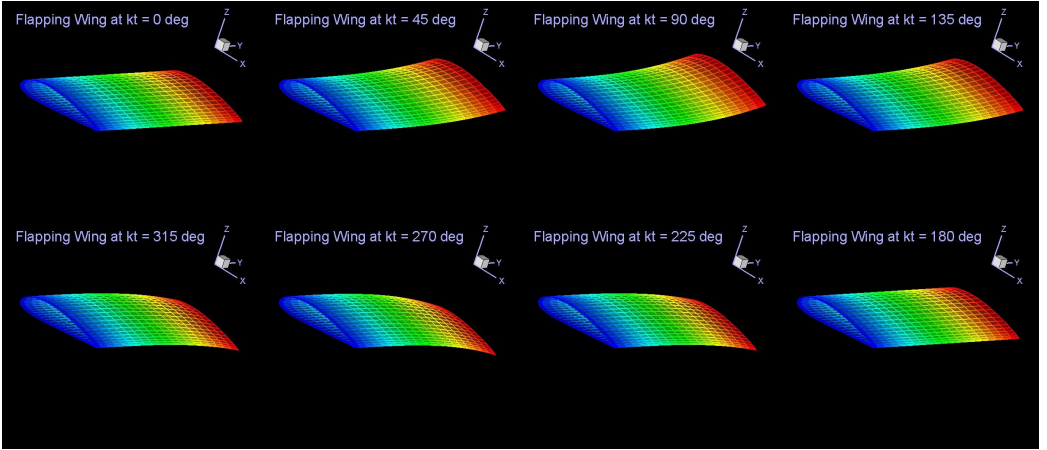 Flapping Wing at kt = 0 deg
Z
Y
X
Flapping Wing at kt = 45 deg
Z
Y
X
Flapping Wing at kt = 90 deg
Z
Y
X
Flapping Wing at kt = 135 deg
Z
Y
X
Flapping Wing at kt = 315 deg
Z
Y
X
Flapping Wing at kt = 270 deg
Z
Y
X
Flapping Wing at kt = 225 deg
Z
Y
X
Flapping Wing at kt = 180 deg
Z
Y
X